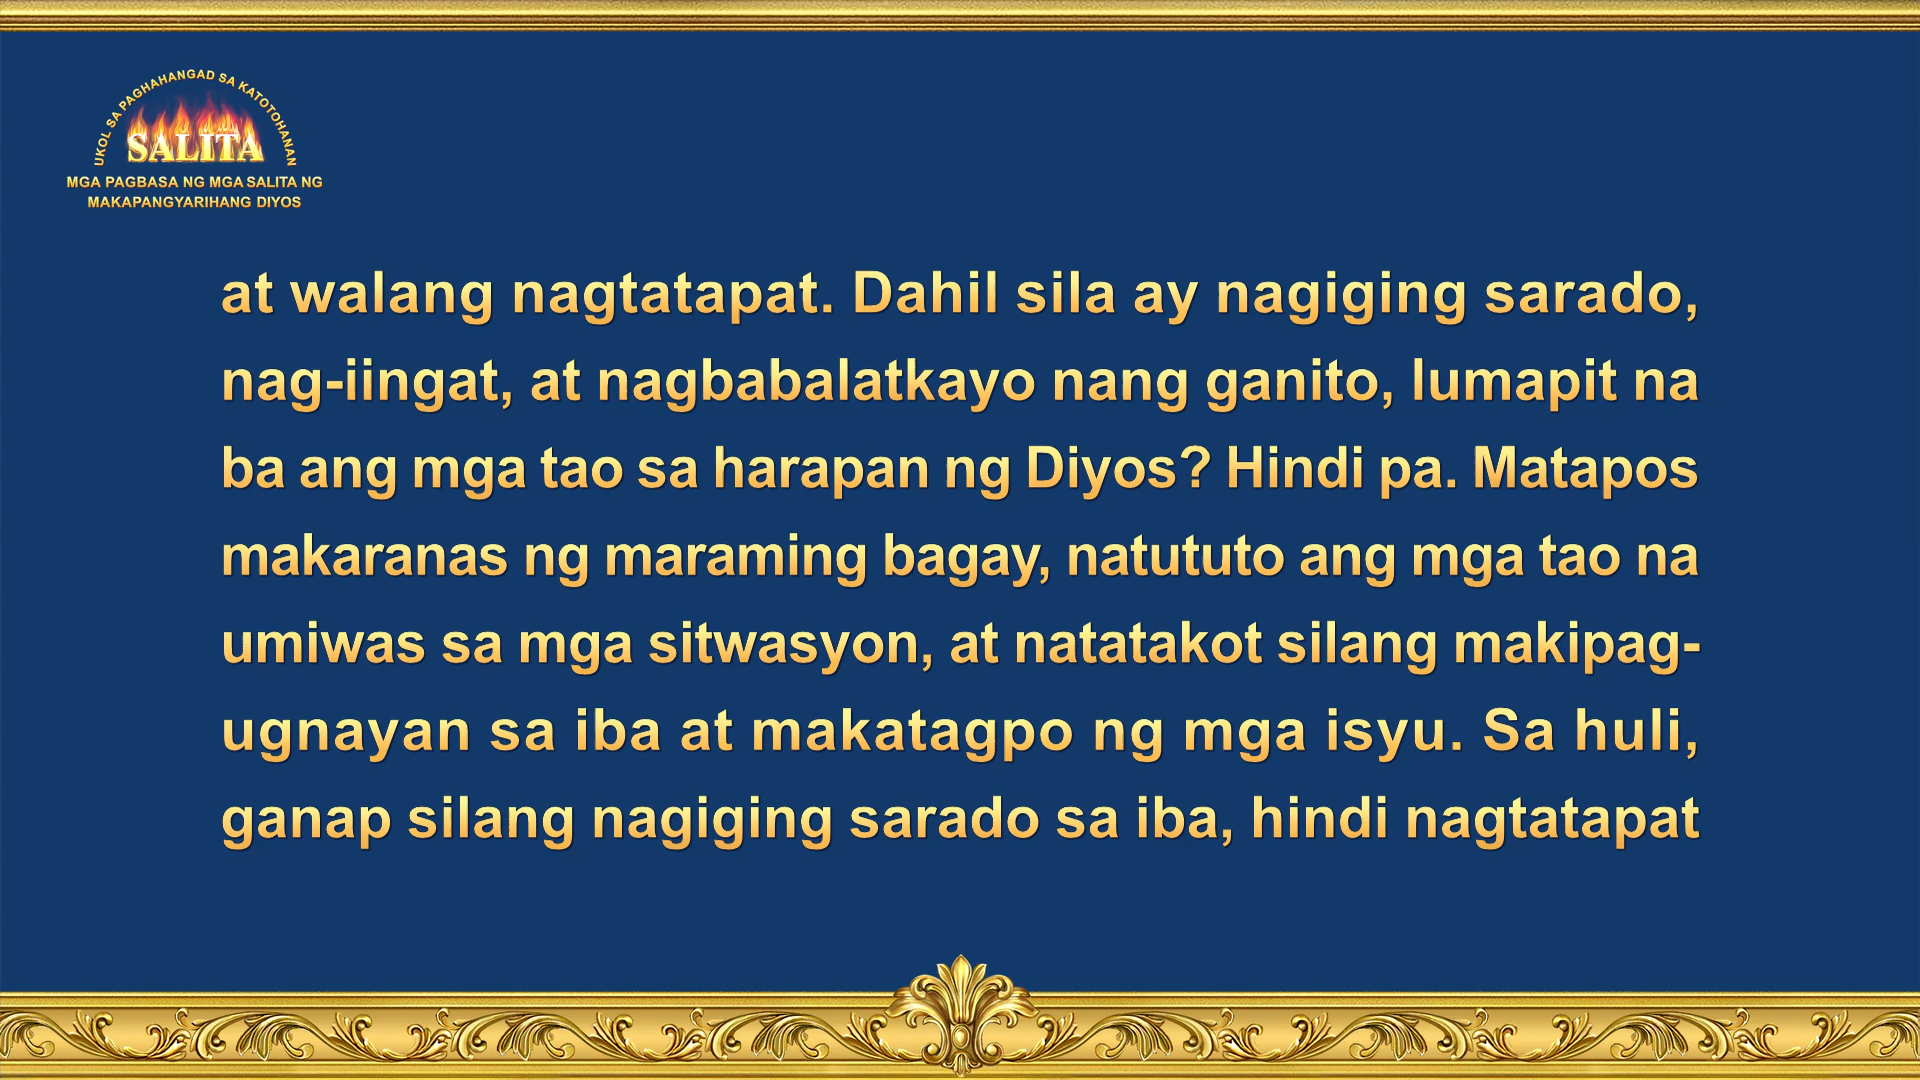 UKOL SA PAGHAHANGAD SA KATOTOHANAN
SALITA
MGA PAGBASA NG MGA SALITA NG
MAKAPANGYARIHANG DIYOS
at walang nagtatapat. Dahil sila ay nagiging sarado,
nag-iingat, at nagbabalatkayo nang ganito, lumapit na
ba ang mga tao sa harapan ng Diyos? Hindi pa. Matapos
makaranas ng maraming bagay, natututo ang mga tao na
umiwas sa mga sitwasyon, at natatakot silang makipag-
ugnayan sa iba at makatagpo ng mga isyu. Sa huli,
ganap silang nagiging sarado sa iba, hindi nagtatapat